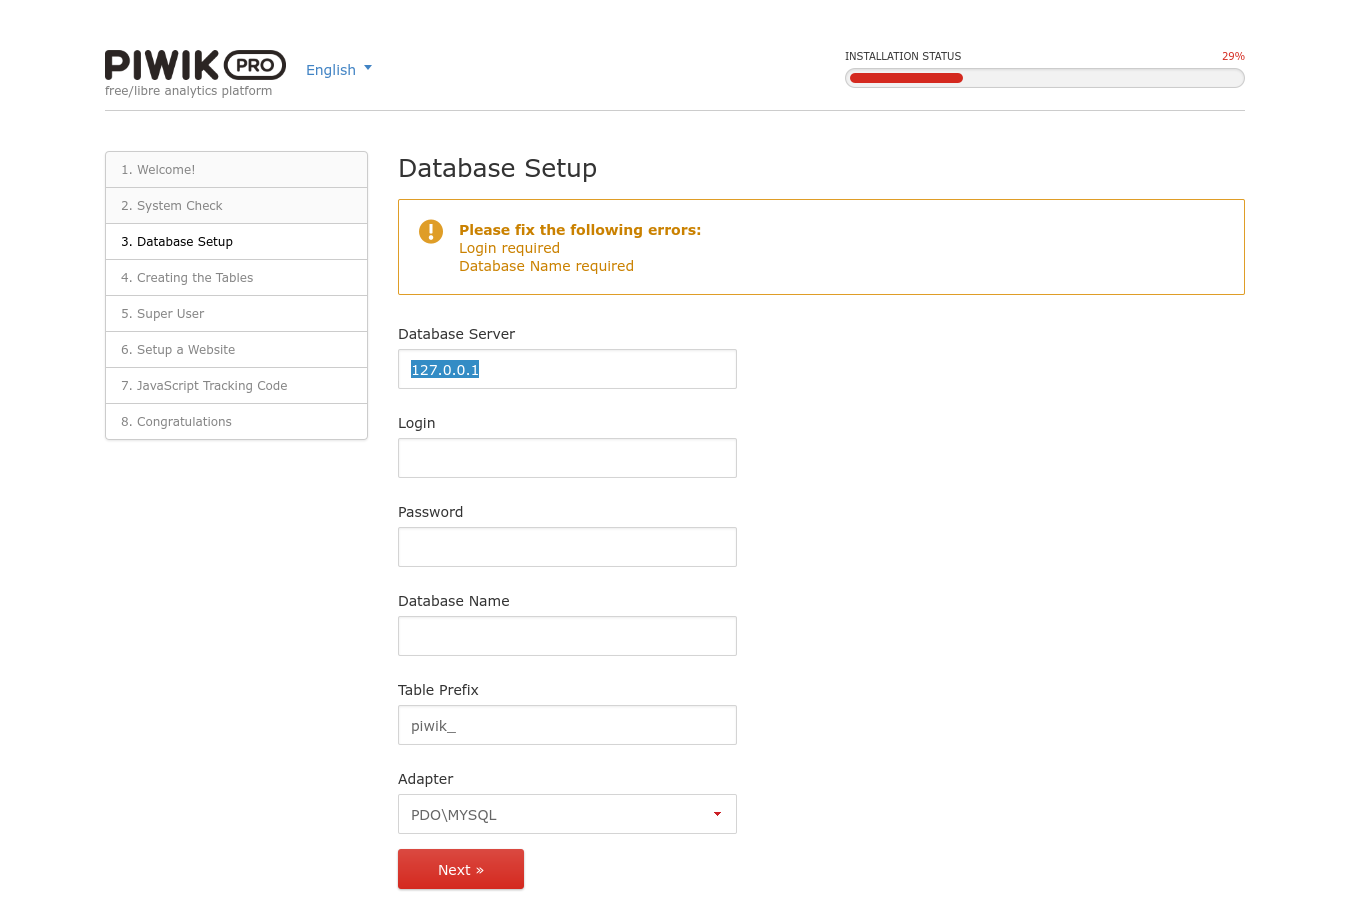 PIWIK PRO
free/libre analytics platform
English
INSTALLATION STATUS 29%
1. Welcome!
2. System Check
3. Database Setup
4. Creating the Tables
5. Super User
6. Setup a Website
7. JavaScript Tracking Code
8. Congratulations
Database Setup
Please fix the following errors:
Login required
Database Name required
Database Server
127.0.0.1
Login
Password
Database Name
Table Prefix
piwik_
Adapter
PDO\MYSQL
Next »